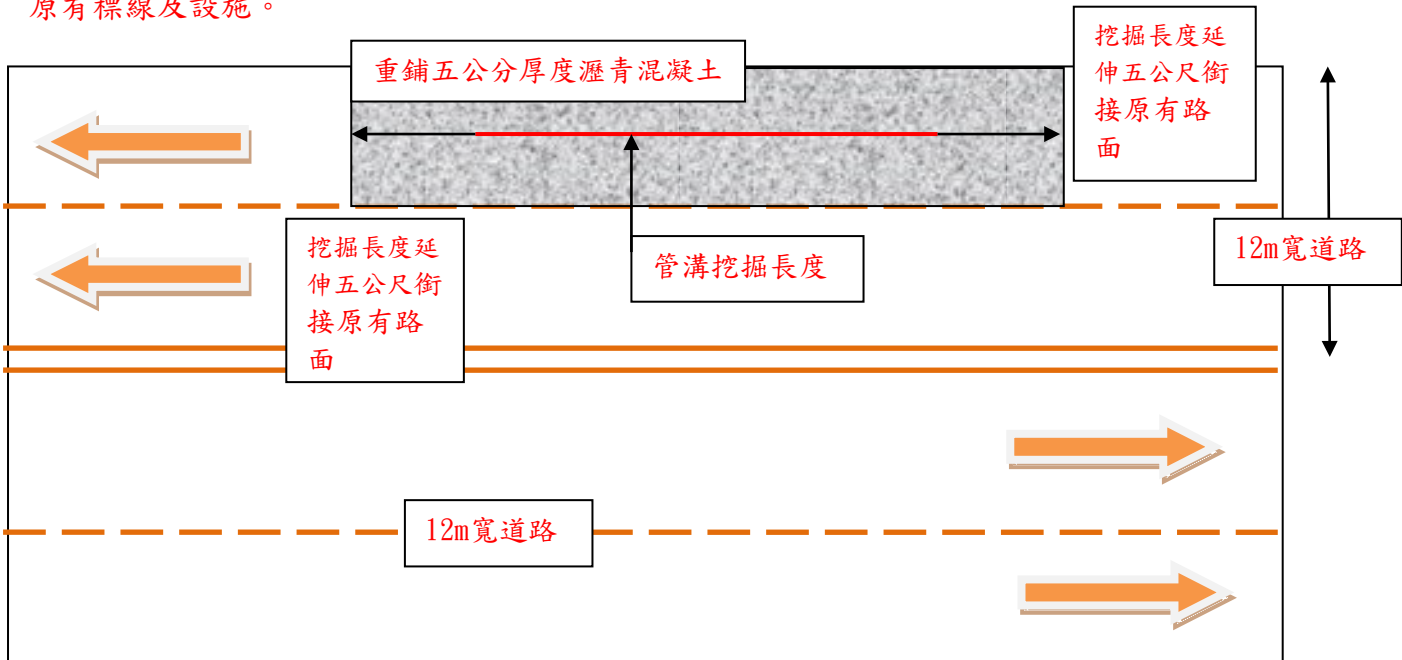 原有標線及設施。
重鋪五公分厚度瀝青混凝土
挖掘長度延
伸五公尺銜
接原有路
面
挖掘長度延
伸五公尺銜
接原有路
面
管溝挖掘長度
12m寬道路
12m寬道路